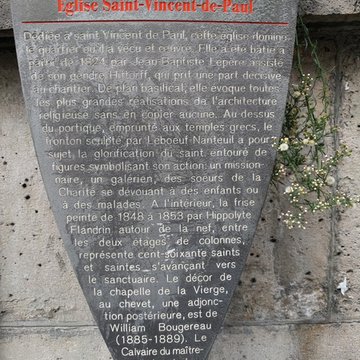 Eglise Saint-Vincent-de-Paul
Dédiée à saint Vincent de Paul, cette église domine
le quartier où il a vécu et œuvré. Elle a été bâtie à
partir de 1824 par Jean-Baptiste Lepère assisté
de son gendre Hittorff, qui prit une part décisive
au chantier. De plan basilical, elle évoque toutes
les plus grandes réalisations de l'architecture
religieuse sans en copier aucune. Au dessus
du portique, emprunté aux temples grecs, le
fronton sculpté par Leboeuf-Nanteuil a pour
sujet, la glorification du saint entouré de
figures symbolisant son action: un mission-
naire, un galérien, des soeurs de la
Charité se dévouant à des enfants ou
à des malades. A l'intérieur, la frise
peinte de 1848 à 1853 par Hippolyte
Flandrin autour de la nef, entre
les deux étages de colonnes,
représente cent-soixante saints
et saintes s'avançant vers
le sanctuaire. Le décor de
la chapelle de la Vierge,
au chevet, une adjonc-
tion postérieure, est de
William Bougereau
(1885-1889). Le
Calvaire du maître-